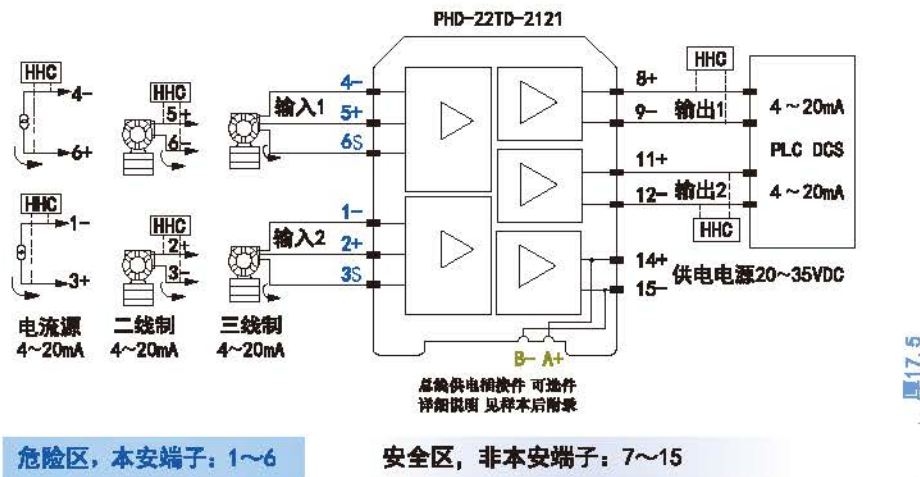 PHD-22TD-2121
HHC
4-
6+
HHC
5+
6-
4-
输入1
5+
6S
8+
HHC
9-
输出1
4～20mA
PLC DCS
4～20mA
11+
12-
输出2
HHC
HHC
1-
3+
HHC
2+
3-
1-
输入2
2+
3S
14+
15-
供电电源20～35VDC
电流源
4～20mA
二线制
4～20mA
三线制
4～20mA
B- A+
总线供电插接件 可选件
详细说明 见样本后附录
危险区，本安端子：1～6
安全区，非本安端子：7～15
17.5